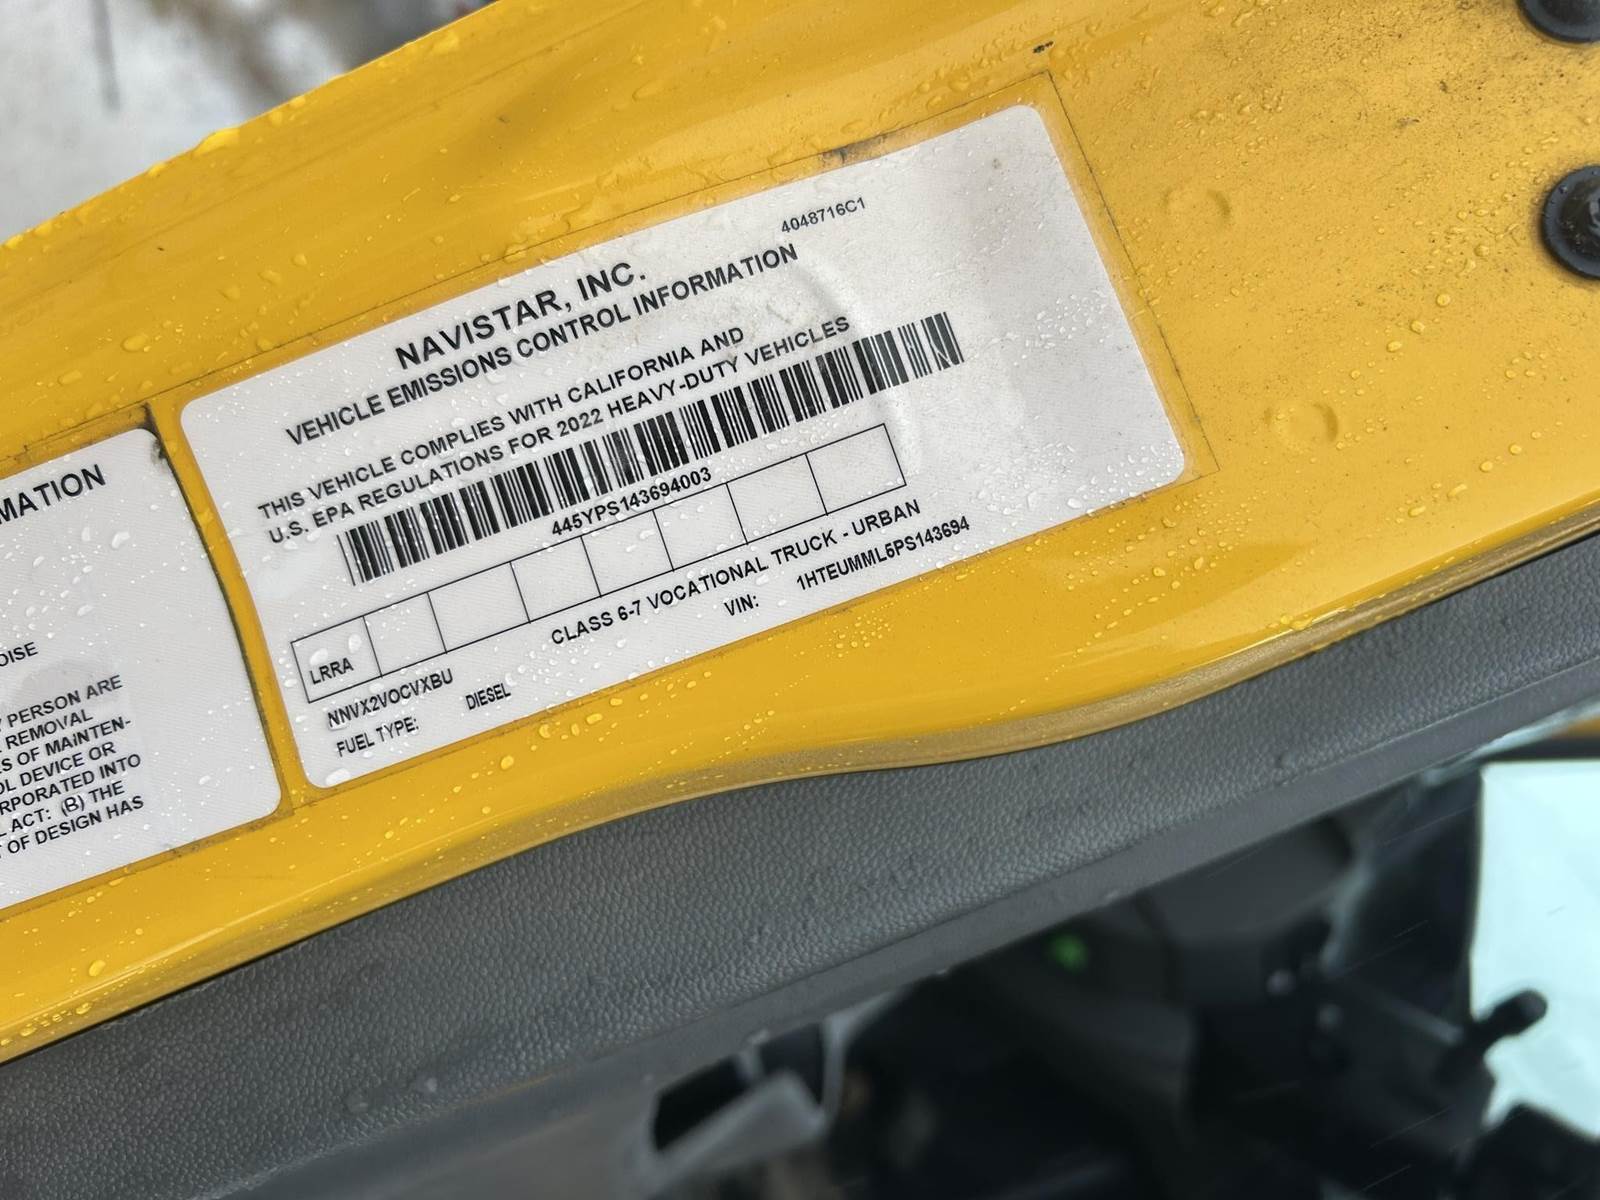 MATION
OISE
Y PERSON ARE
REMOVAL
S OF MAINTEN-
OL DEVICE OR
RPORATED INTO
L ACT: (B) THE
T OF DESIGN HAS
4048716C1
NAVISTAR, INC.
VEHICLE EMISSIONS CONTROL INFORMATION
THIS VEHICLE COMPLIES WITH CALIFORNIA AND
U.S. EPA REGULATIONS FOR 2022 HEAVY-DUTY VEHICLES
445YPS143694003
LRRA
NNVX2VOCVXBU CLASS 6-7 VOCATIONAL TRUCK - URBAN
FUEL TYPE: DIESEL VIN: 1HTEUMML6PS143694